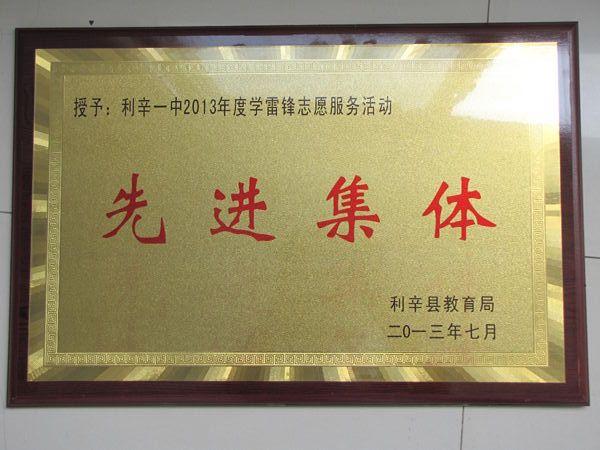 授予：利辛一中2013年度学雷锋志愿服务活动
先进集体
利辛县教育局
二0一三年七月